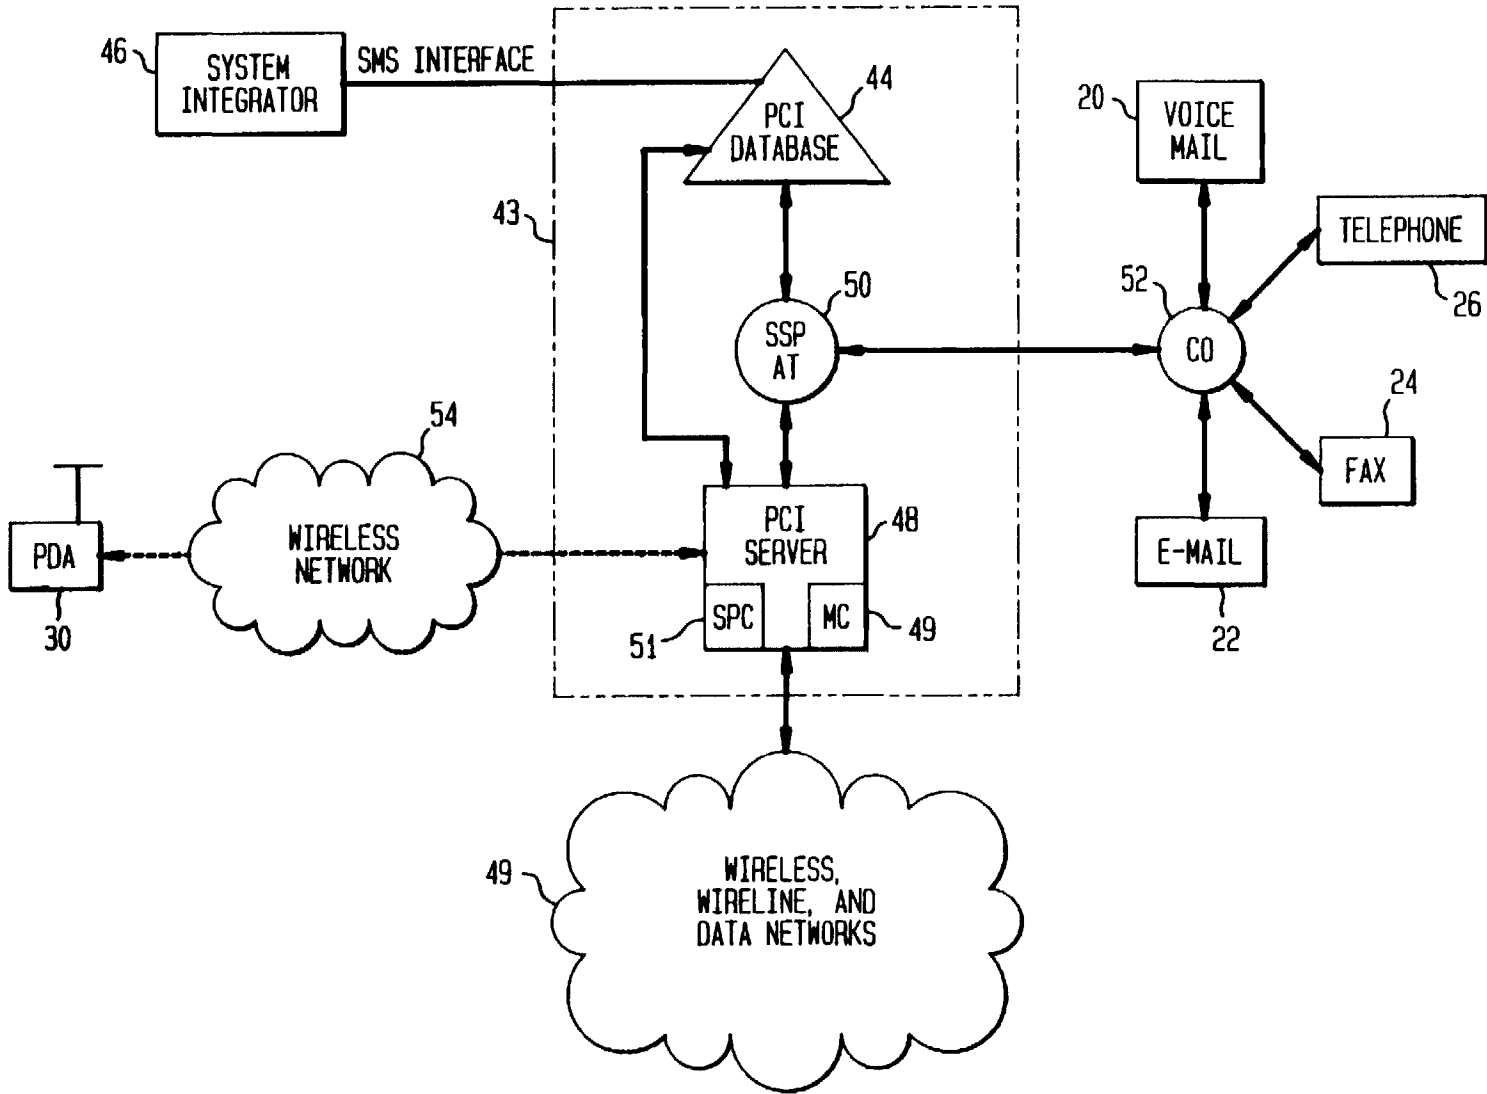 46
SYSTEM
INTEGRATOR
SMS INTERFACE
PCI
DATABASE
44
43
20
VOICE
MAIL
TELEPHONE
26
52
CO
50
SSP
AT
24
FAX
E-MAIL
22
54
WIRELESS
NETWORK
PDA
30
PCI
SERVER
48
SPC
MC
51
49
49
WIRELESS,
WIRELINE, AND
DATA NETWORKS